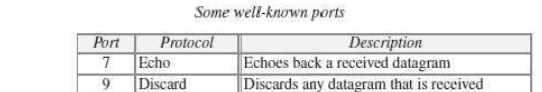 Some well-known ports
Port Protocol Description
7 Echo Echoes back a received datagram
9 Discard Discards any datagram that is received